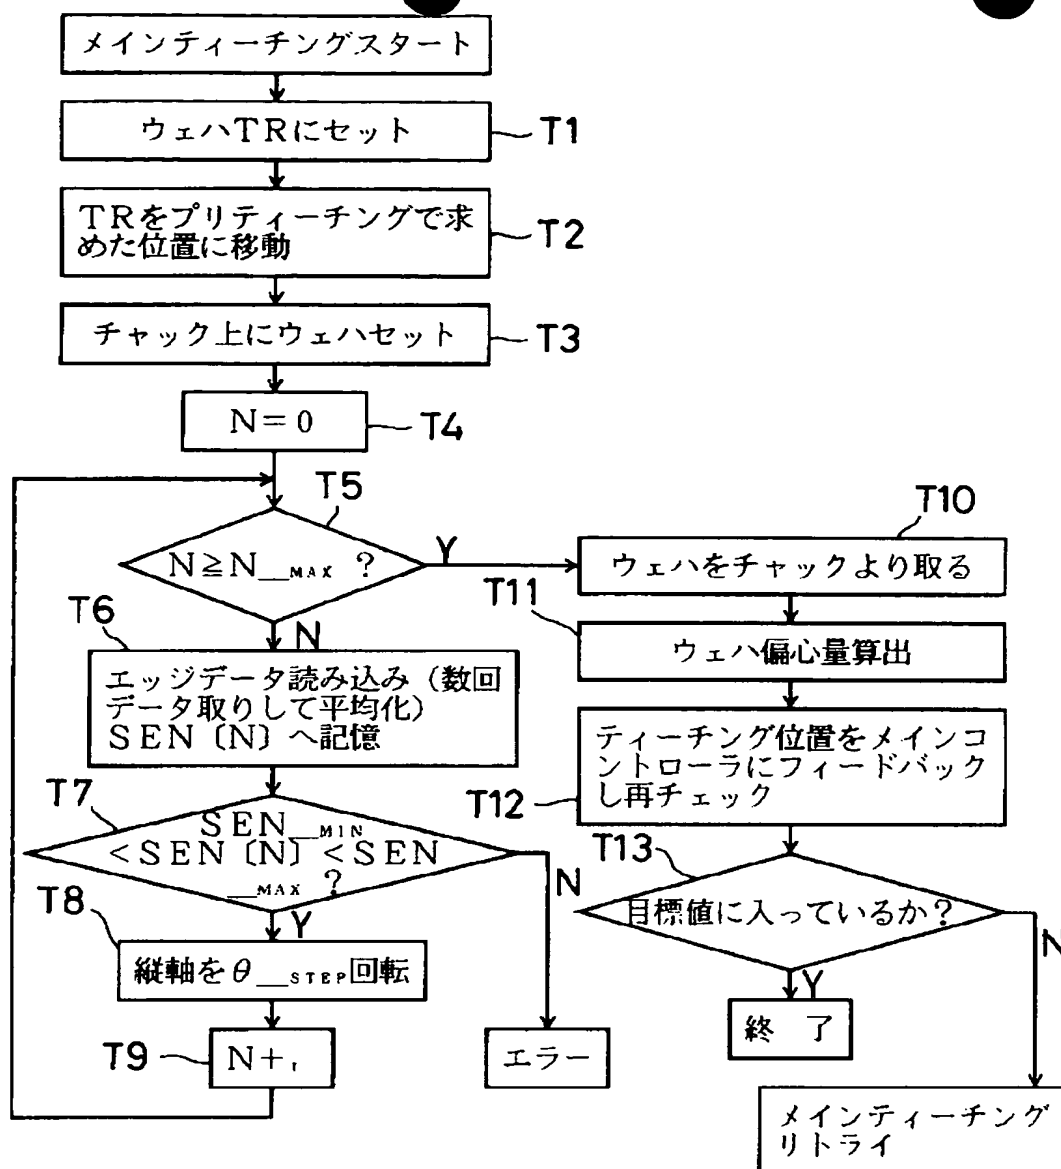 メインティーチングスタート
ウェハTRにセット
T1
TRをプリティーチングで求
めた位置に移動
T2
チャック上にウェハセット
T3
N=0
T4
T5
N≧N__MAX ?
Y
N
T6
エッジデータ読み込み(数回
データ取りして平均化)
SEN〔N〕へ記憶
T7
SEN__MIN
<SEN〔N〕<SEN
__MAX ?
N
Y
T8
縦軸をθ__STEP回転
T9
N+
エラー
T10
ウェハをチャックより取る
T11
ウェハ偏心量算出
ティーチング位置をメインコ
ントローラにフィードバック
し再チェック
T12
T13
目標値に入っているか?
N
Y
終 了
メインティーチング
リトライ